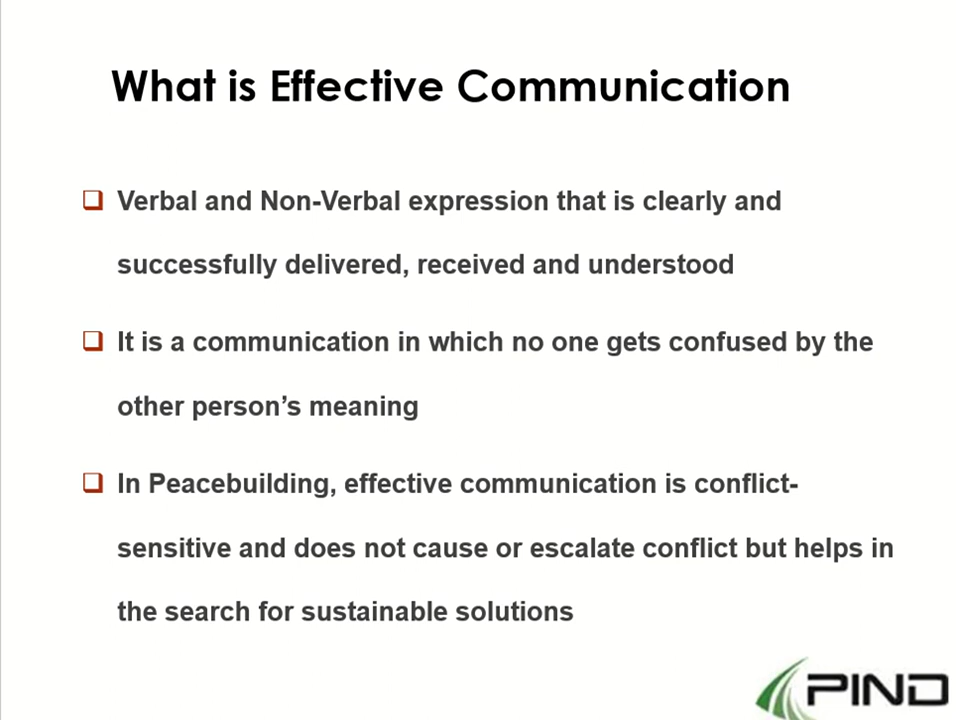 What is Effective Communication
Verbal and Non-Verbal expression that is clearly and
successfully delivered, received and understood
It is a communication in which no one gets confused by the
other person’s meaning
In Peacebuilding, effective communication is conflict-
sensitive and does not cause or escalate conflict but helps in
the search for sustainable solutions
PIND